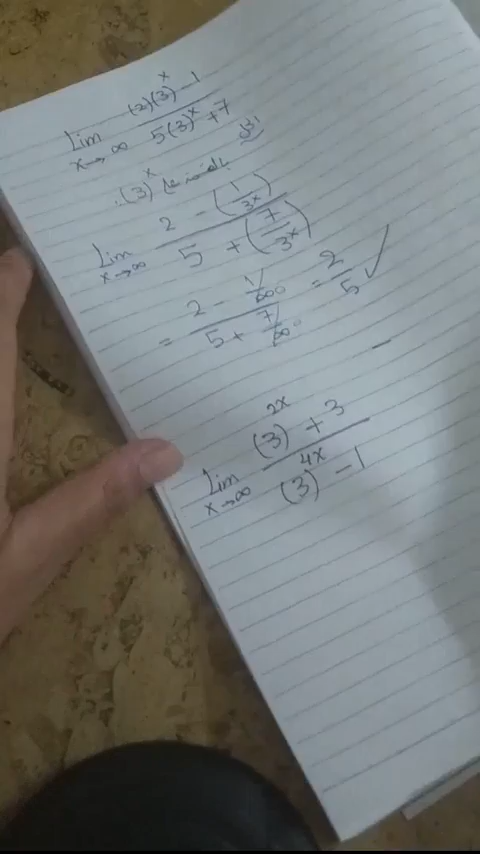 Lim x→∞ (2)(3)^x - 1 / 5(3)^x + 7
(3)^x
Lim x→∞ 2 - (1/3^x) / 5 + (7/3^x)
= 2 - 1/∞ / 5 + 7/∞ = 2/5 ✓
Lim x→∞ (3)^2x + 3 / (3)^4x - 1